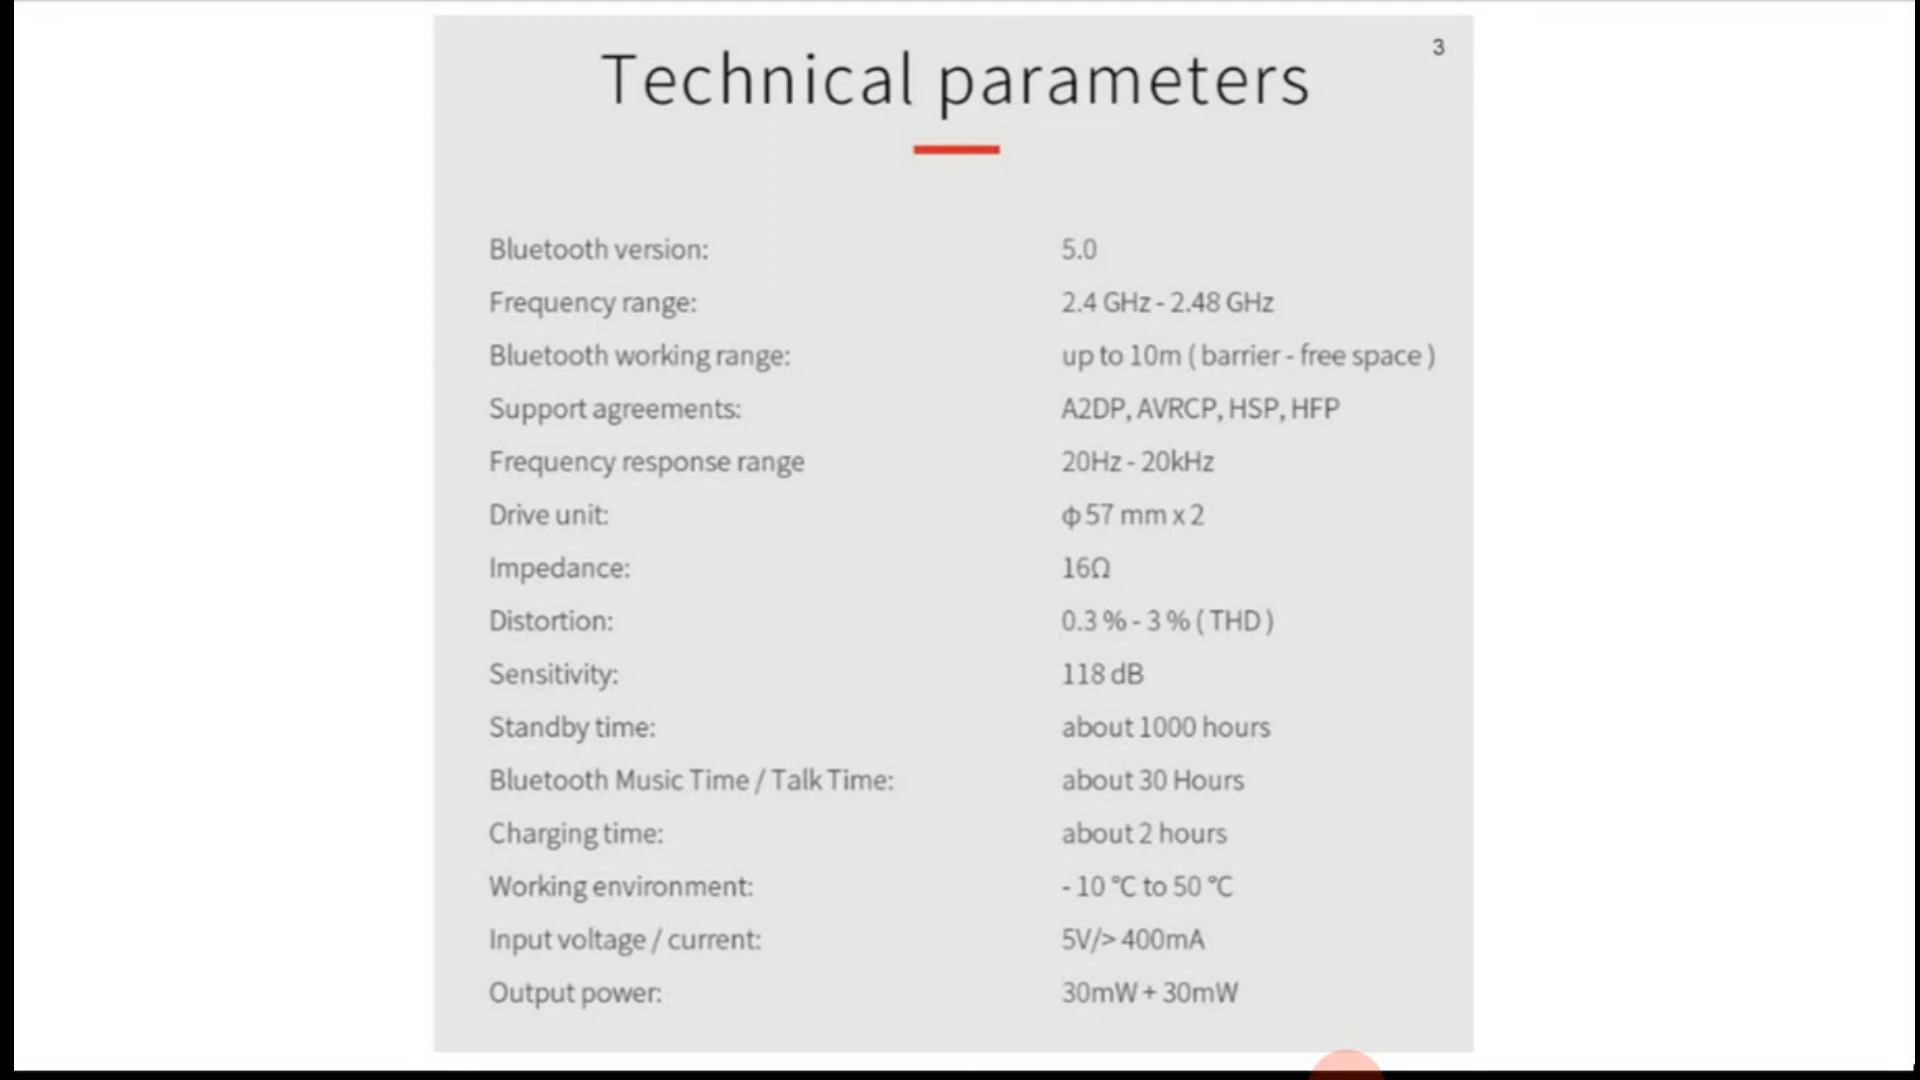 3
Technical parameters
Bluetooth version: 5.0
Frequency range: 2.4 GHz - 2.48 GHz
Bluetooth working range: up to 10m ( barrier - free space )
Support agreements: A2DP, AVRCP, HSP, HFP
Frequency response range 20Hz - 20kHz
Drive unit: ф 57 mm x 2
Impedance: 16Ω
Distortion: 0.3 % - 3 % ( THD )
Sensitivity: 118 dB
Standby time: about 1000 hours
Bluetooth Music Time / Talk Time: about 30 Hours
Charging time: about 2 hours
Working environment: - 10 ℃ to 50 ℃
Input voltage / current: 5V/> 400mA
Output power: 30mW + 30mW